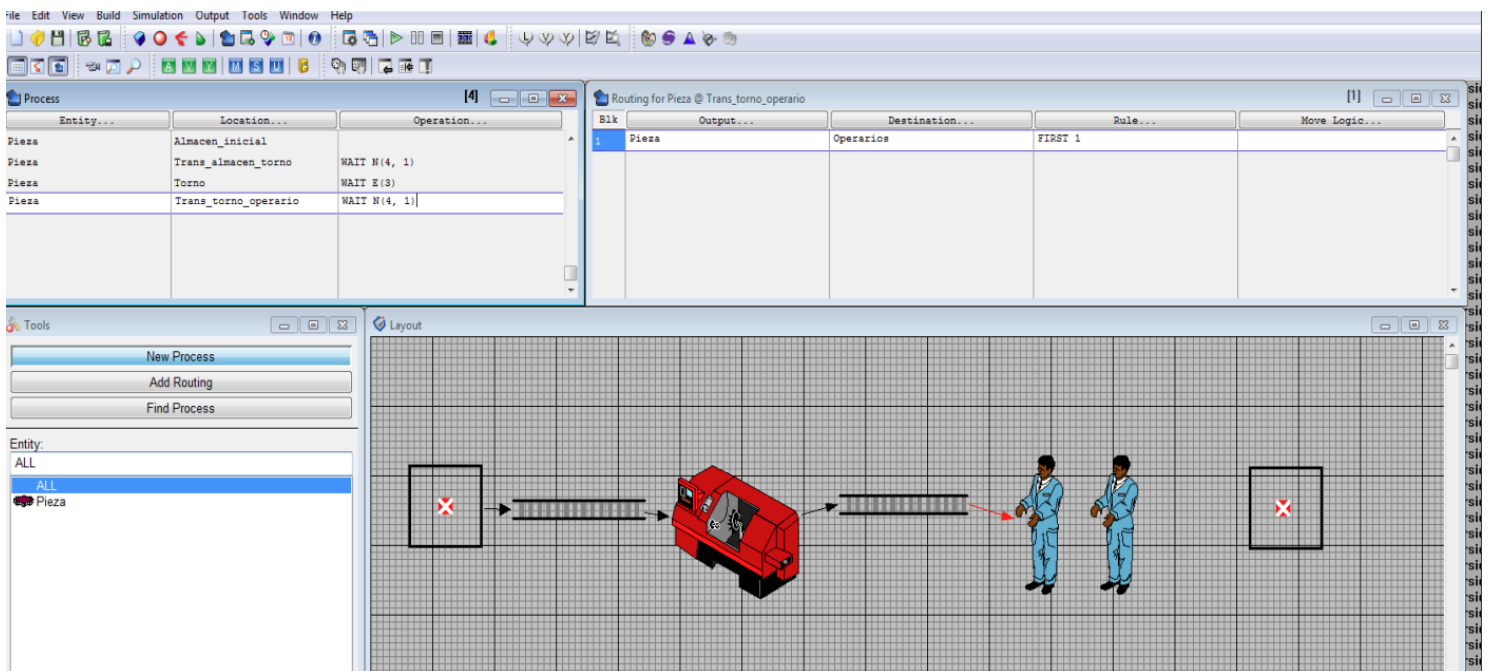 File Edit View Build Simulation Output Tools Window Help
Process [4]
Entity... Location... Operation...
Pieza Almacen_inicial
Pieza Trans_almacen_torno WAIT N(4, 1)
Pieza Torno WAIT E(3)
Pieza Trans_torno_operario WAIT N(4, 1)
Routing for Pieza @ Trans_torno_operario [1]
Blk Output... Destination... Rule... Move Logic...
1 Pieza Operarios FIRST 1
Tools
New Process
Add Routing
Find Process
Entity:
ALL
ALL
Pieza
Layout